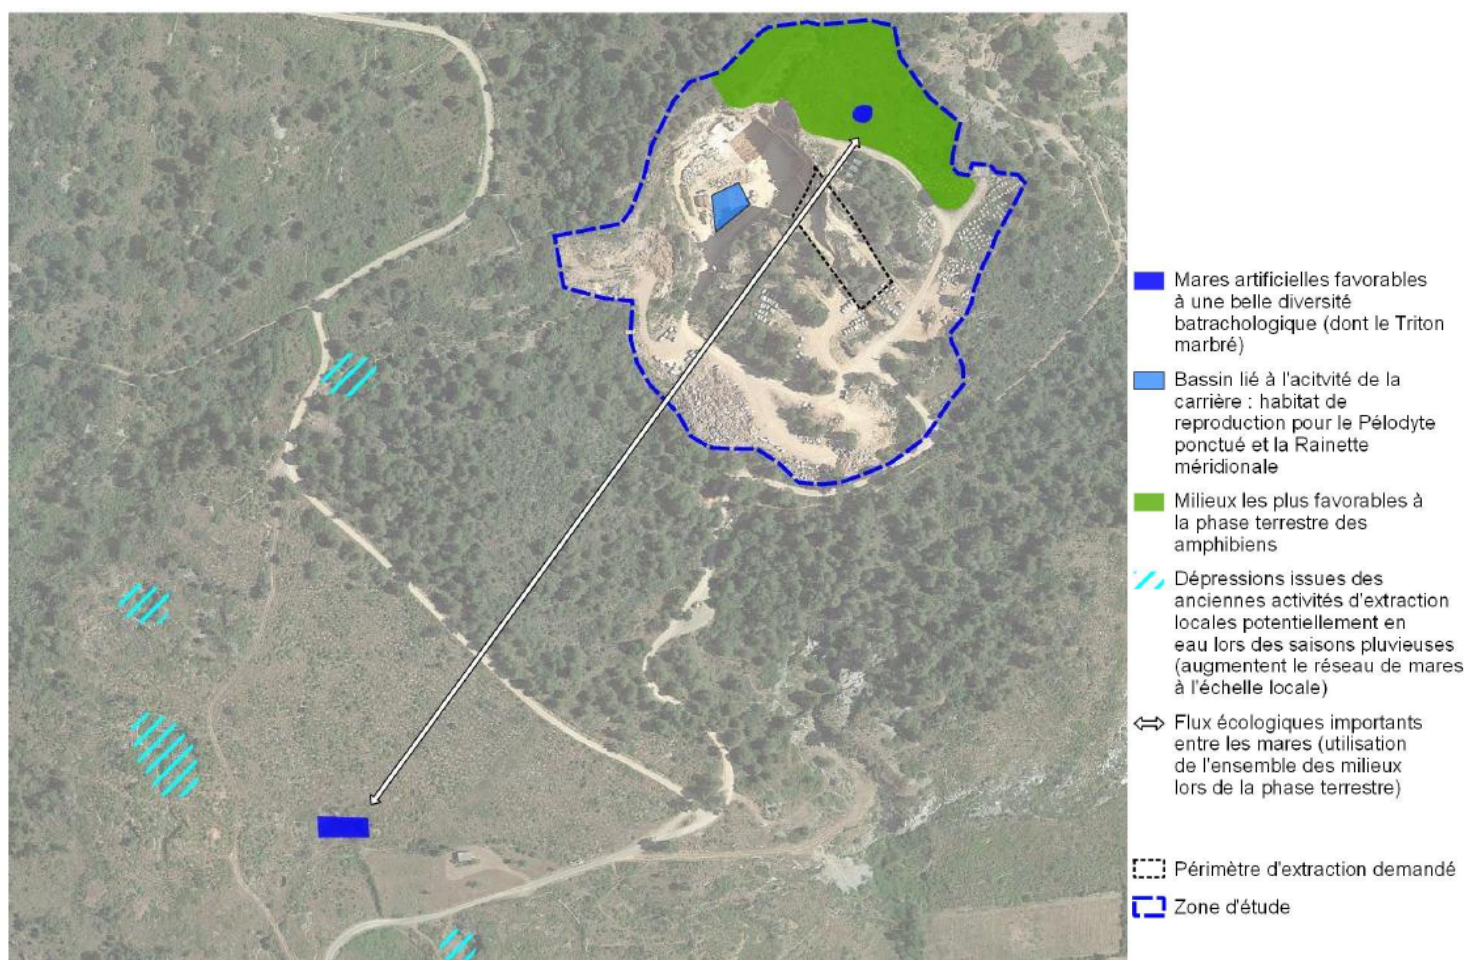 Mares artificielles favorables
à une belle diversité
batrachologique (dont le Triton
marbré)
Bassin lié à l'acitvité de la
carrière : habitat de
reproduction pour le Pélodyte
ponctué et la Rainette
méridionale
Milieux les plus favorables à
la phase terrestre des
amphibiens
Dépressions issues des
anciennes activités d'extraction
locales potentiellement en
eau lors des saisons pluvieuses
(augmentent le réseau de mares
à l'échelle locale)
Flux écologiques importants
entre les mares (utilisation
de l'ensemble des milieux
lors de la phase terrestre)
Périmètre d'extraction demandé
Zone d'étude